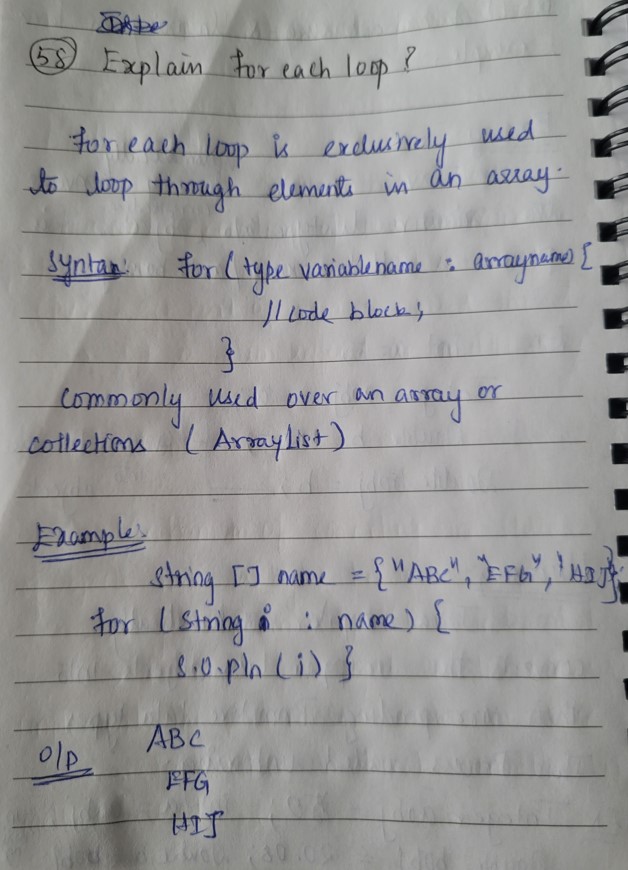 58 Explain for each loop?
for each loop is exclusively used
to loop through elements in an array.
Syntax: for (type variablename : arrayname) {
//code block;
}
commonly used over an array or
collections (ArrayList)
Example:
String [] name = {"ABC", "EFG", "HIJ"};
for (String i : name) {
S.O.pln (i) }
O/P ABC
EFG
HIJ